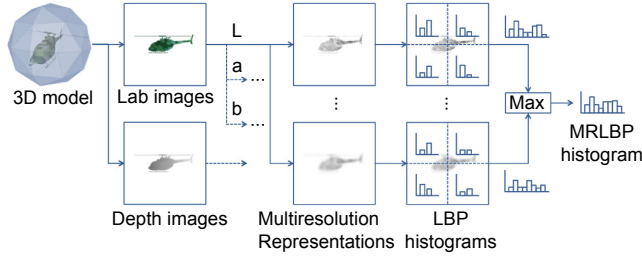 3D model
Lab images
L
a ...
b ...
Depth images
...
Multiresolution
Representations
...
LBP
histograms
Max
MRLBP
histogram